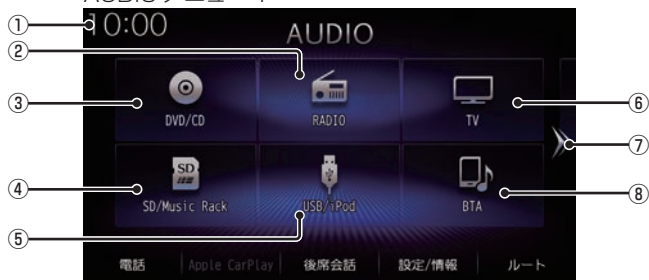 AUDIOメニュー1
① 10:00 AUDIO
②
③ DVD/CD RADIO TV ⑥
⑦
④ SD/Music Rack USB/iPod BTA ⑧
SD
⑤
電話 Apple CarPlay 後席会話 設定/情報 ルート